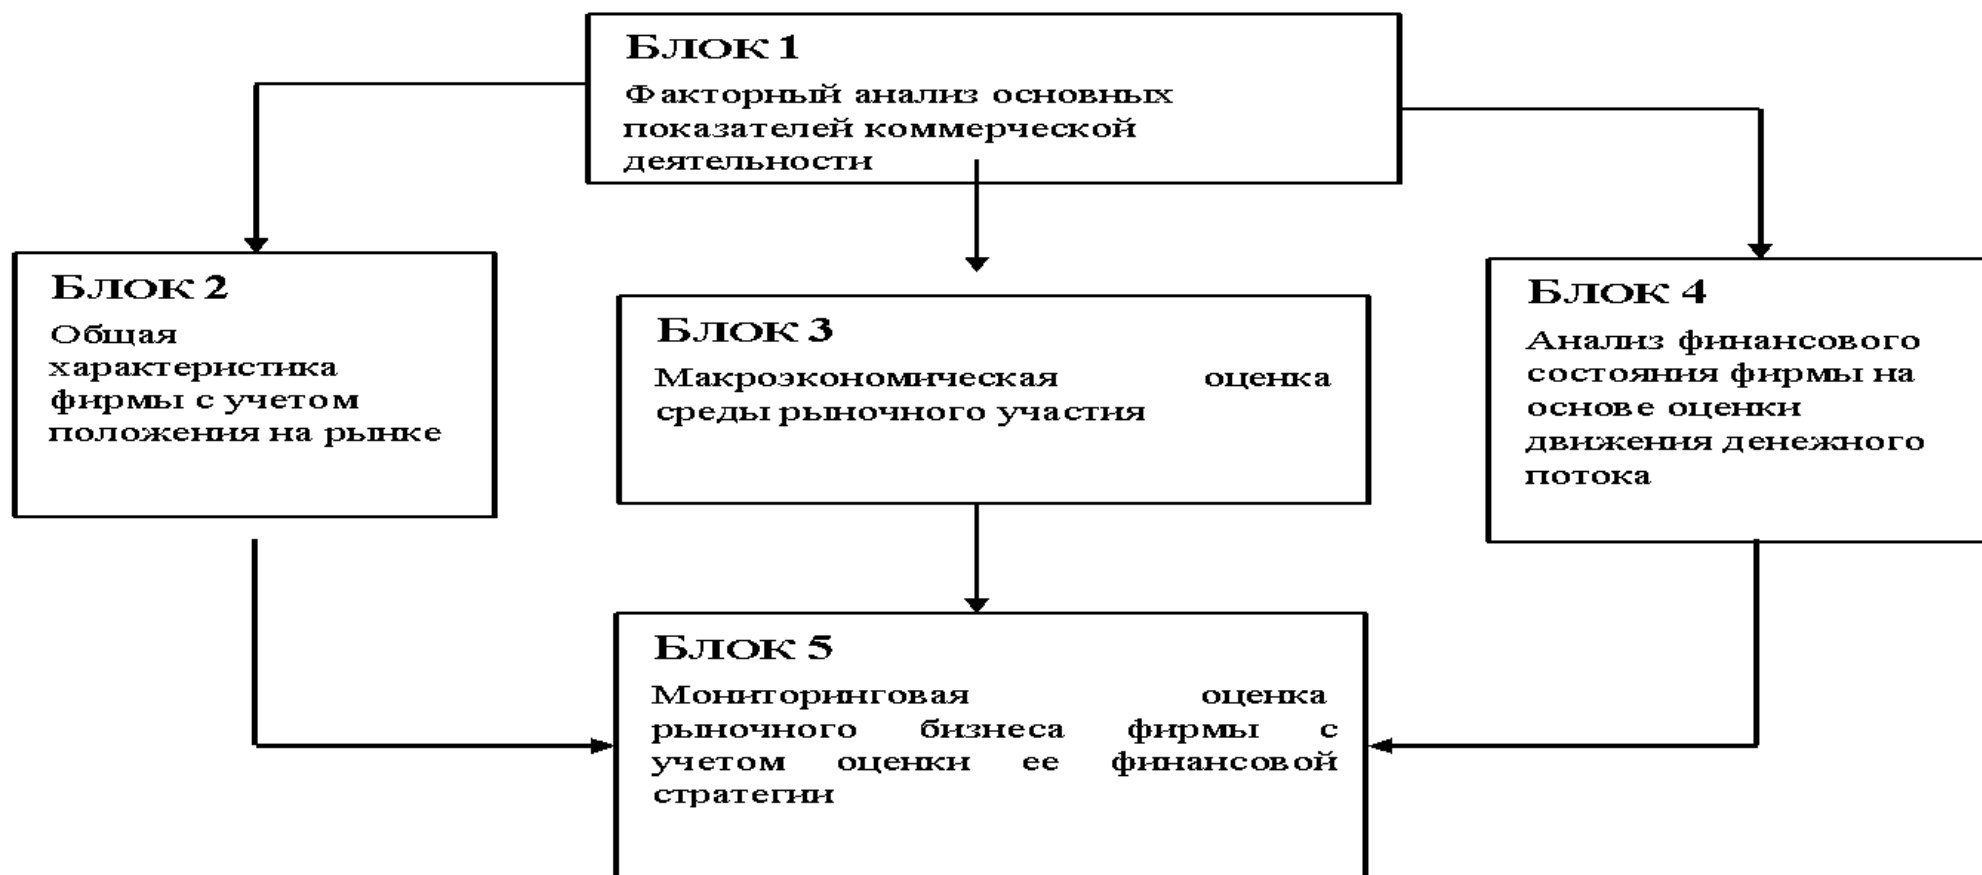 Блок 1
Факторный анализ основных
показателей коммерческой
деятельности
Блок 2
Общая
характеристика
фирмы с учетом
положения на рынке
Блок 3
Макроэкономическая оценка
среды рыночного участия
Блок 4
Анализ финансового
состояния фирмы на
основе оценки
движения денежного
потока
Блок 5
Мониторинговая оценка
рыночного бизнеса фирмы с
учетом оценки ее финансовой
стратегии